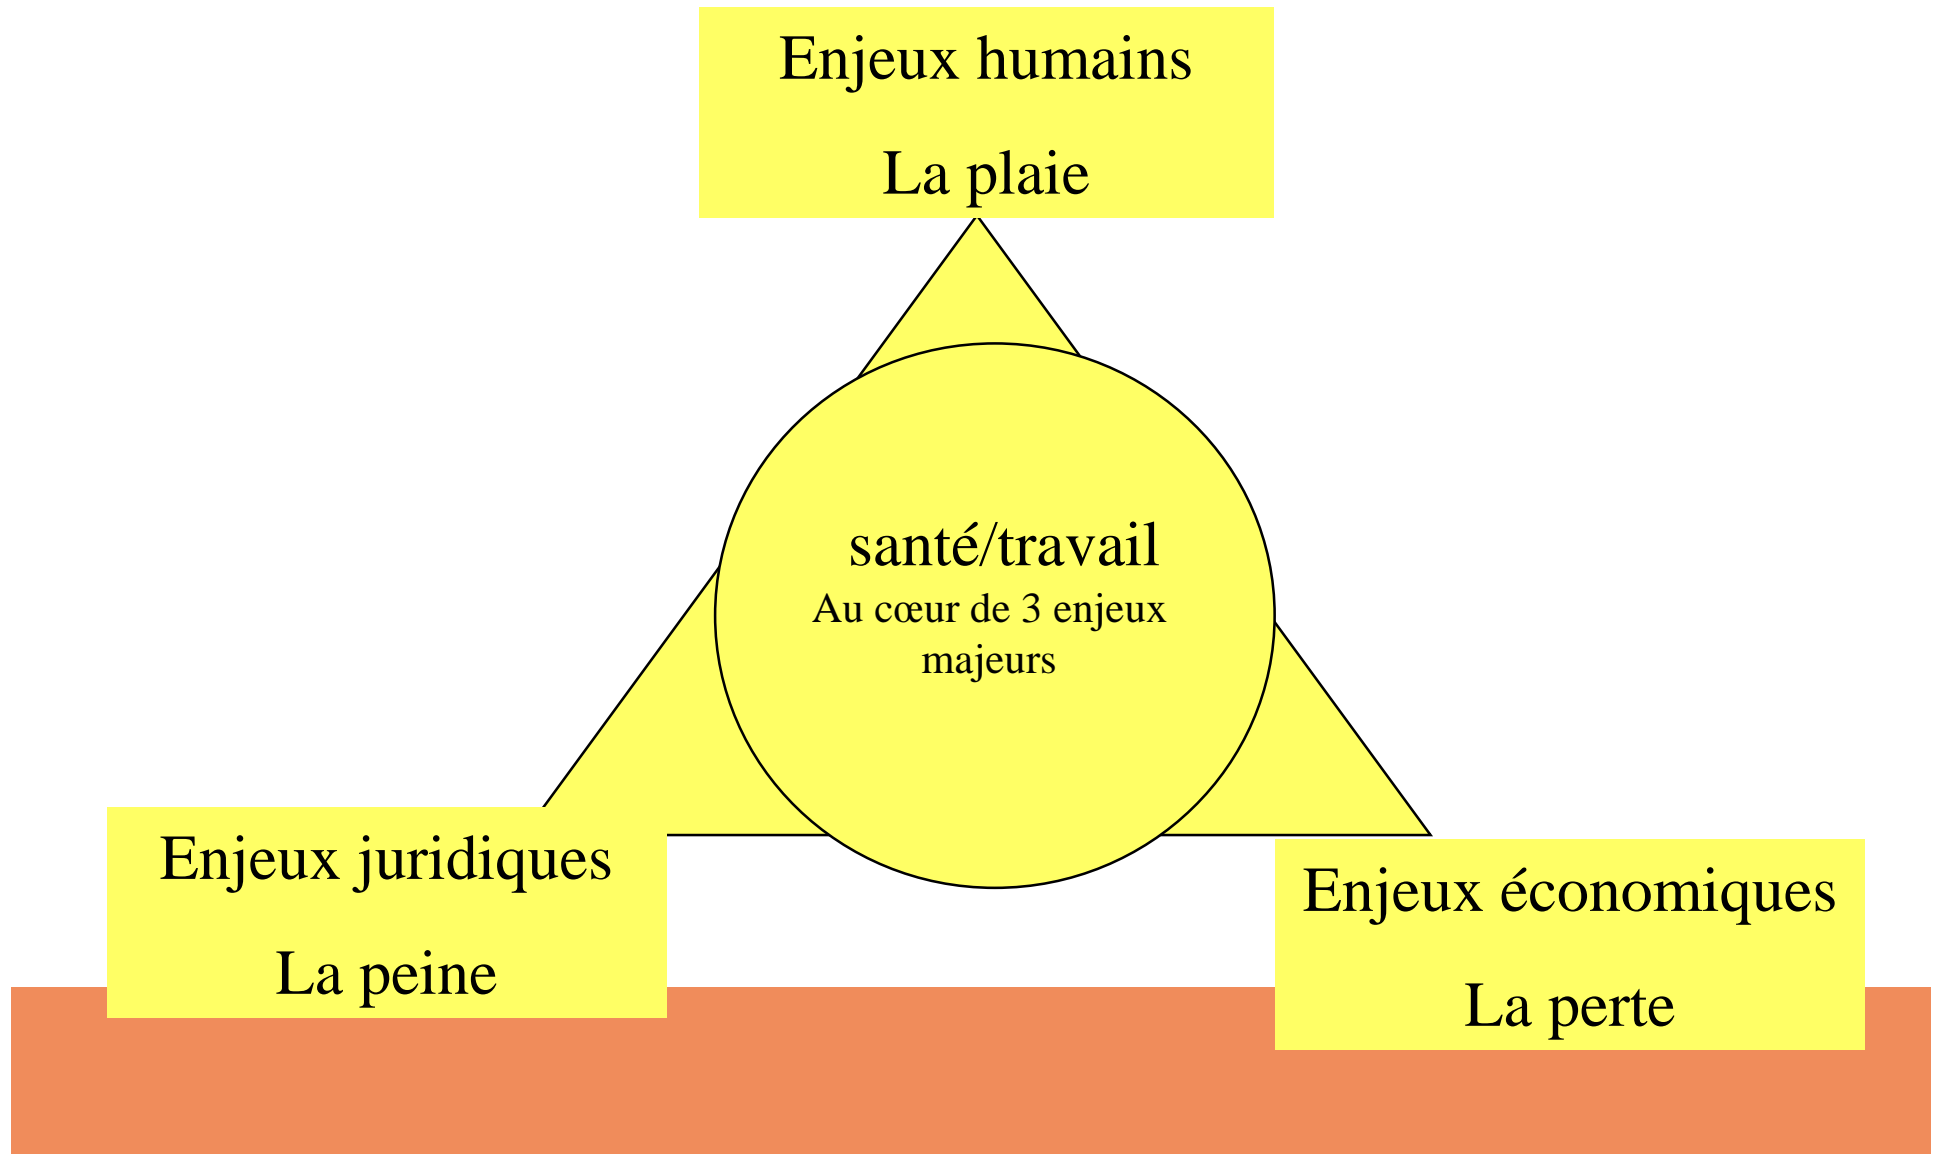 Enjeux humains
La plaie
santé/travail
Au cœur de 3 enjeux
majeurs
Enjeux juridiques
La peine
Enjeux économiques
La perte